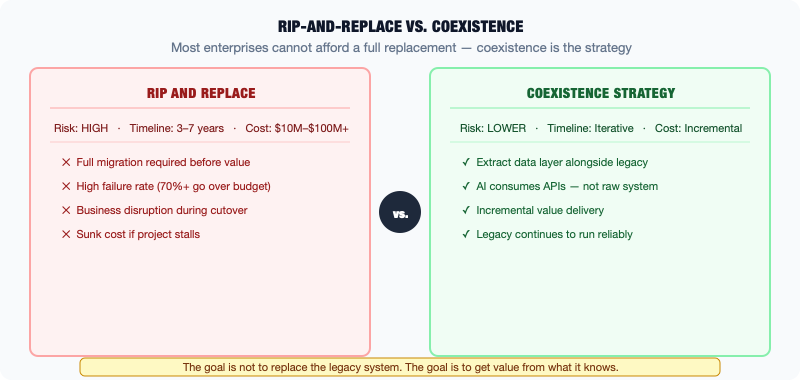 RIP-AND-REPLACE VS. COEXISTENCE
Most enterprises cannot afford a full replacement — coexistence is the strategy
RIP AND REPLACE
Risk: HIGH · Timeline: 3–7 years · Cost: $10M–$100M+
✕ Full migration required before value
✕ High failure rate (70%+ go over budget)
✕ Business disruption during cutover
✕ Sunk cost if project stalls
vs.
COEXISTENCE STRATEGY
Risk: LOWER · Timeline: Iterative · Cost: Incremental
✓ Extract data layer alongside legacy
✓ AI consumes APIs — not raw system
✓ Incremental value delivery
✓ Legacy continues to run reliably
The goal is not to replace the legacy system. The goal is to get value from what it knows.